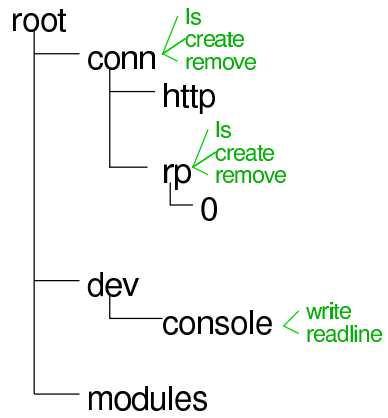 root
ls
create
remove
conn
http
ls
create
remove
rp
0
dev
write
readline
console
modules